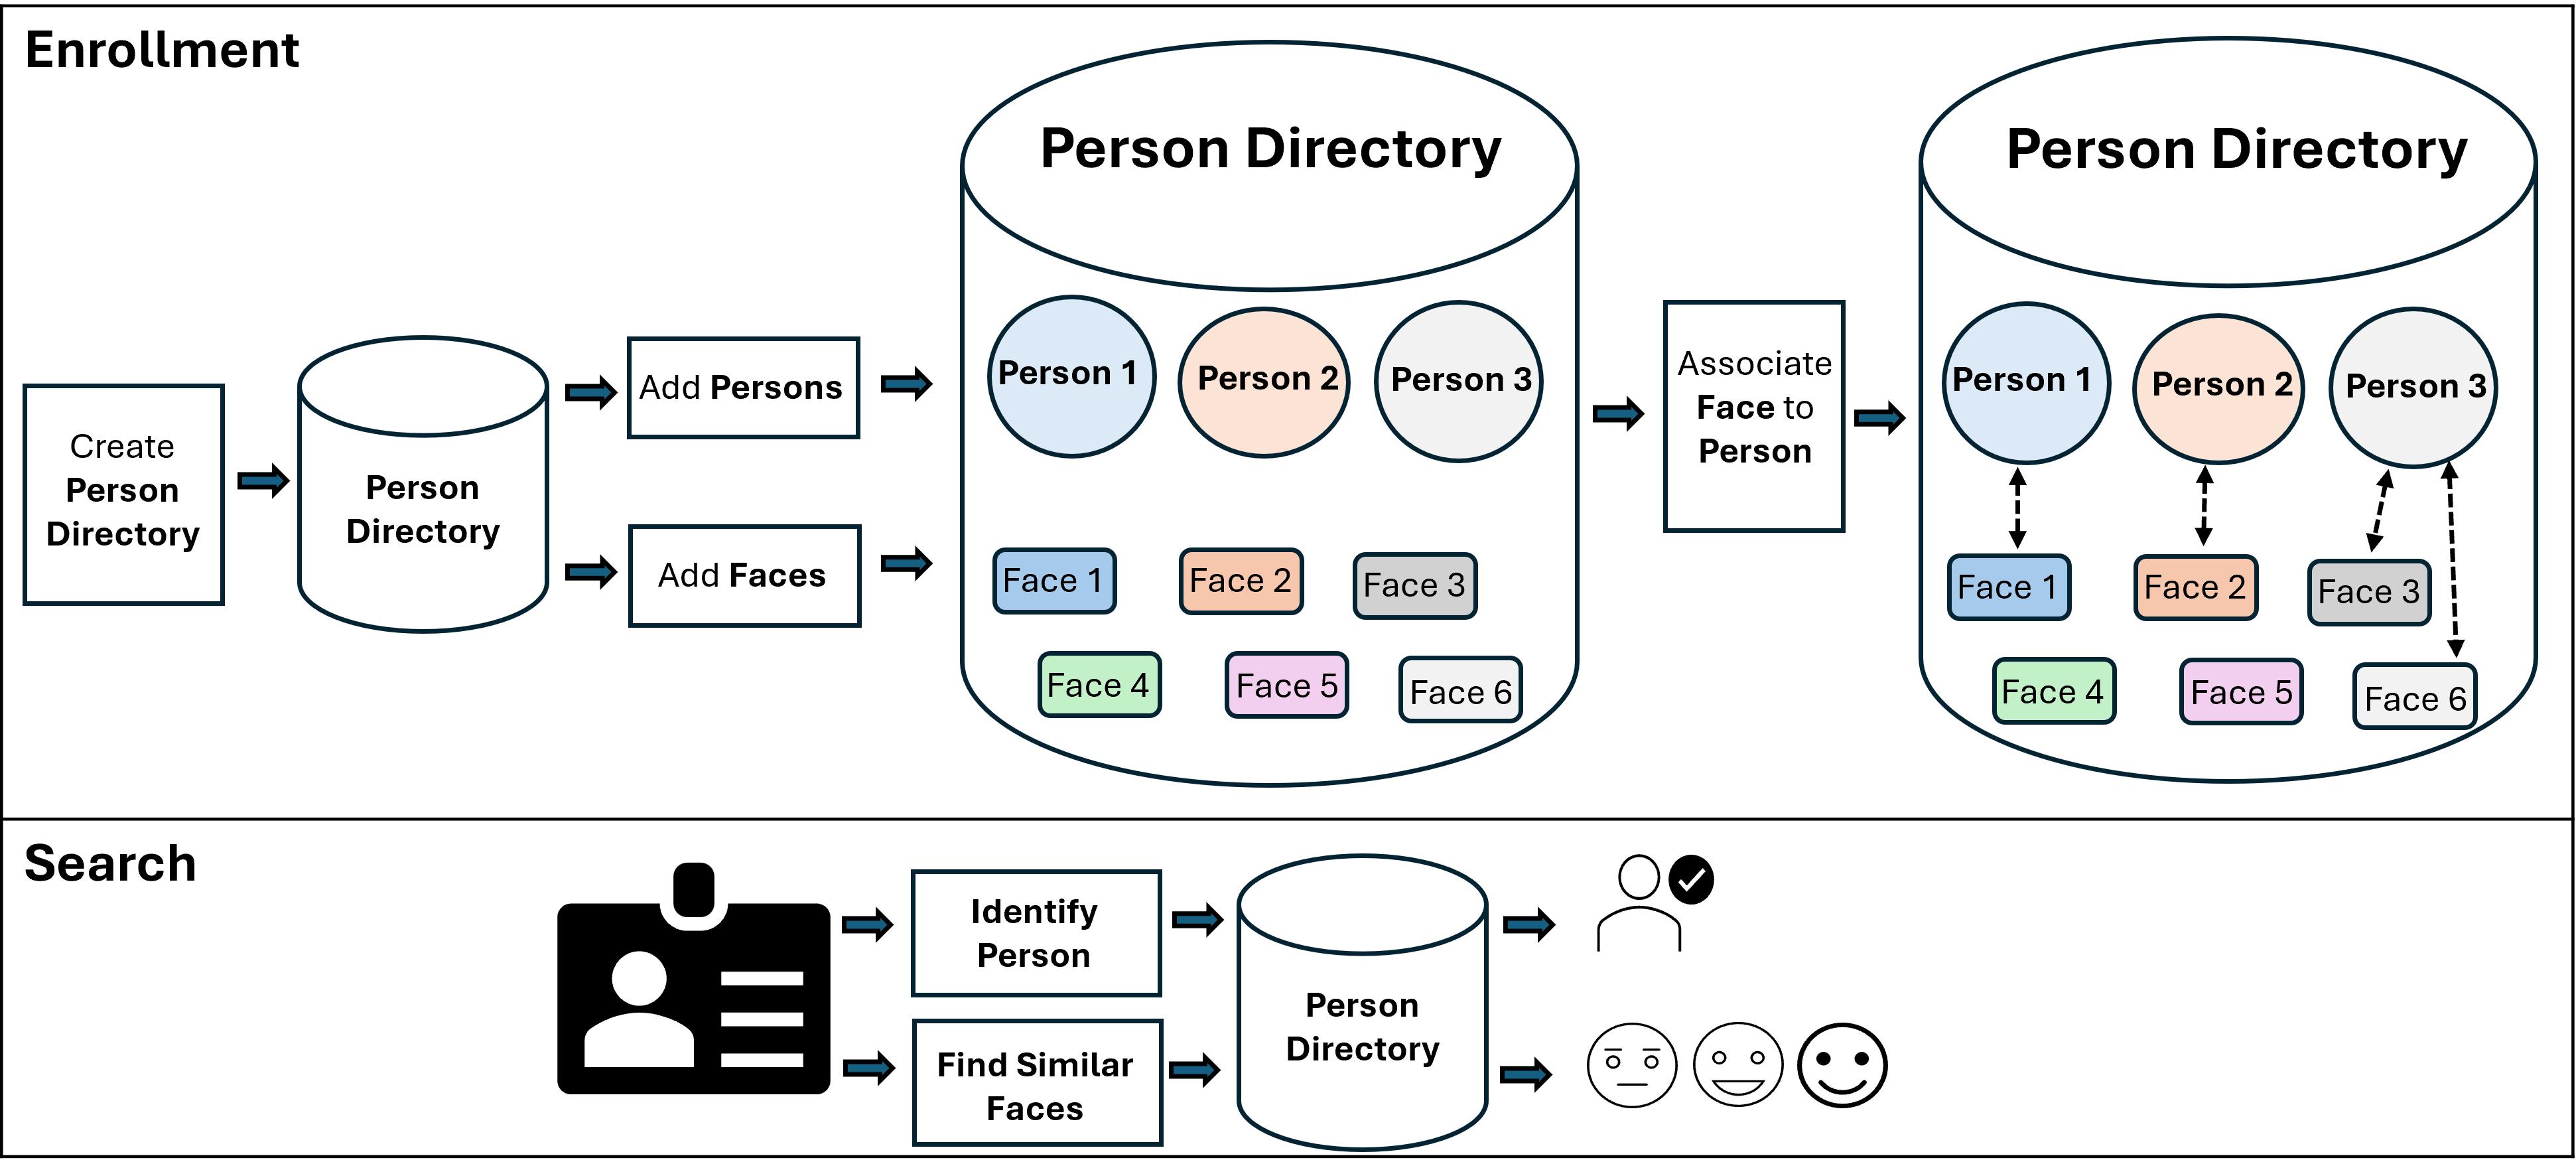 Enrollment
Create
Person
Directory
Person
Directory
Add Persons
Add Faces
Person Directory
Person 1
Person 2
Person 3
Face 1
Face 2
Face 3
Face 4
Face 5
Face 6
Associate
Face to
Person
Person Directory
Person 1
Person 2
Person 3
Face 1
Face 2
Face 3
Face 4
Face 5
Face 6
Search
Identify
Person
Find Similar
Faces
Person
Directory